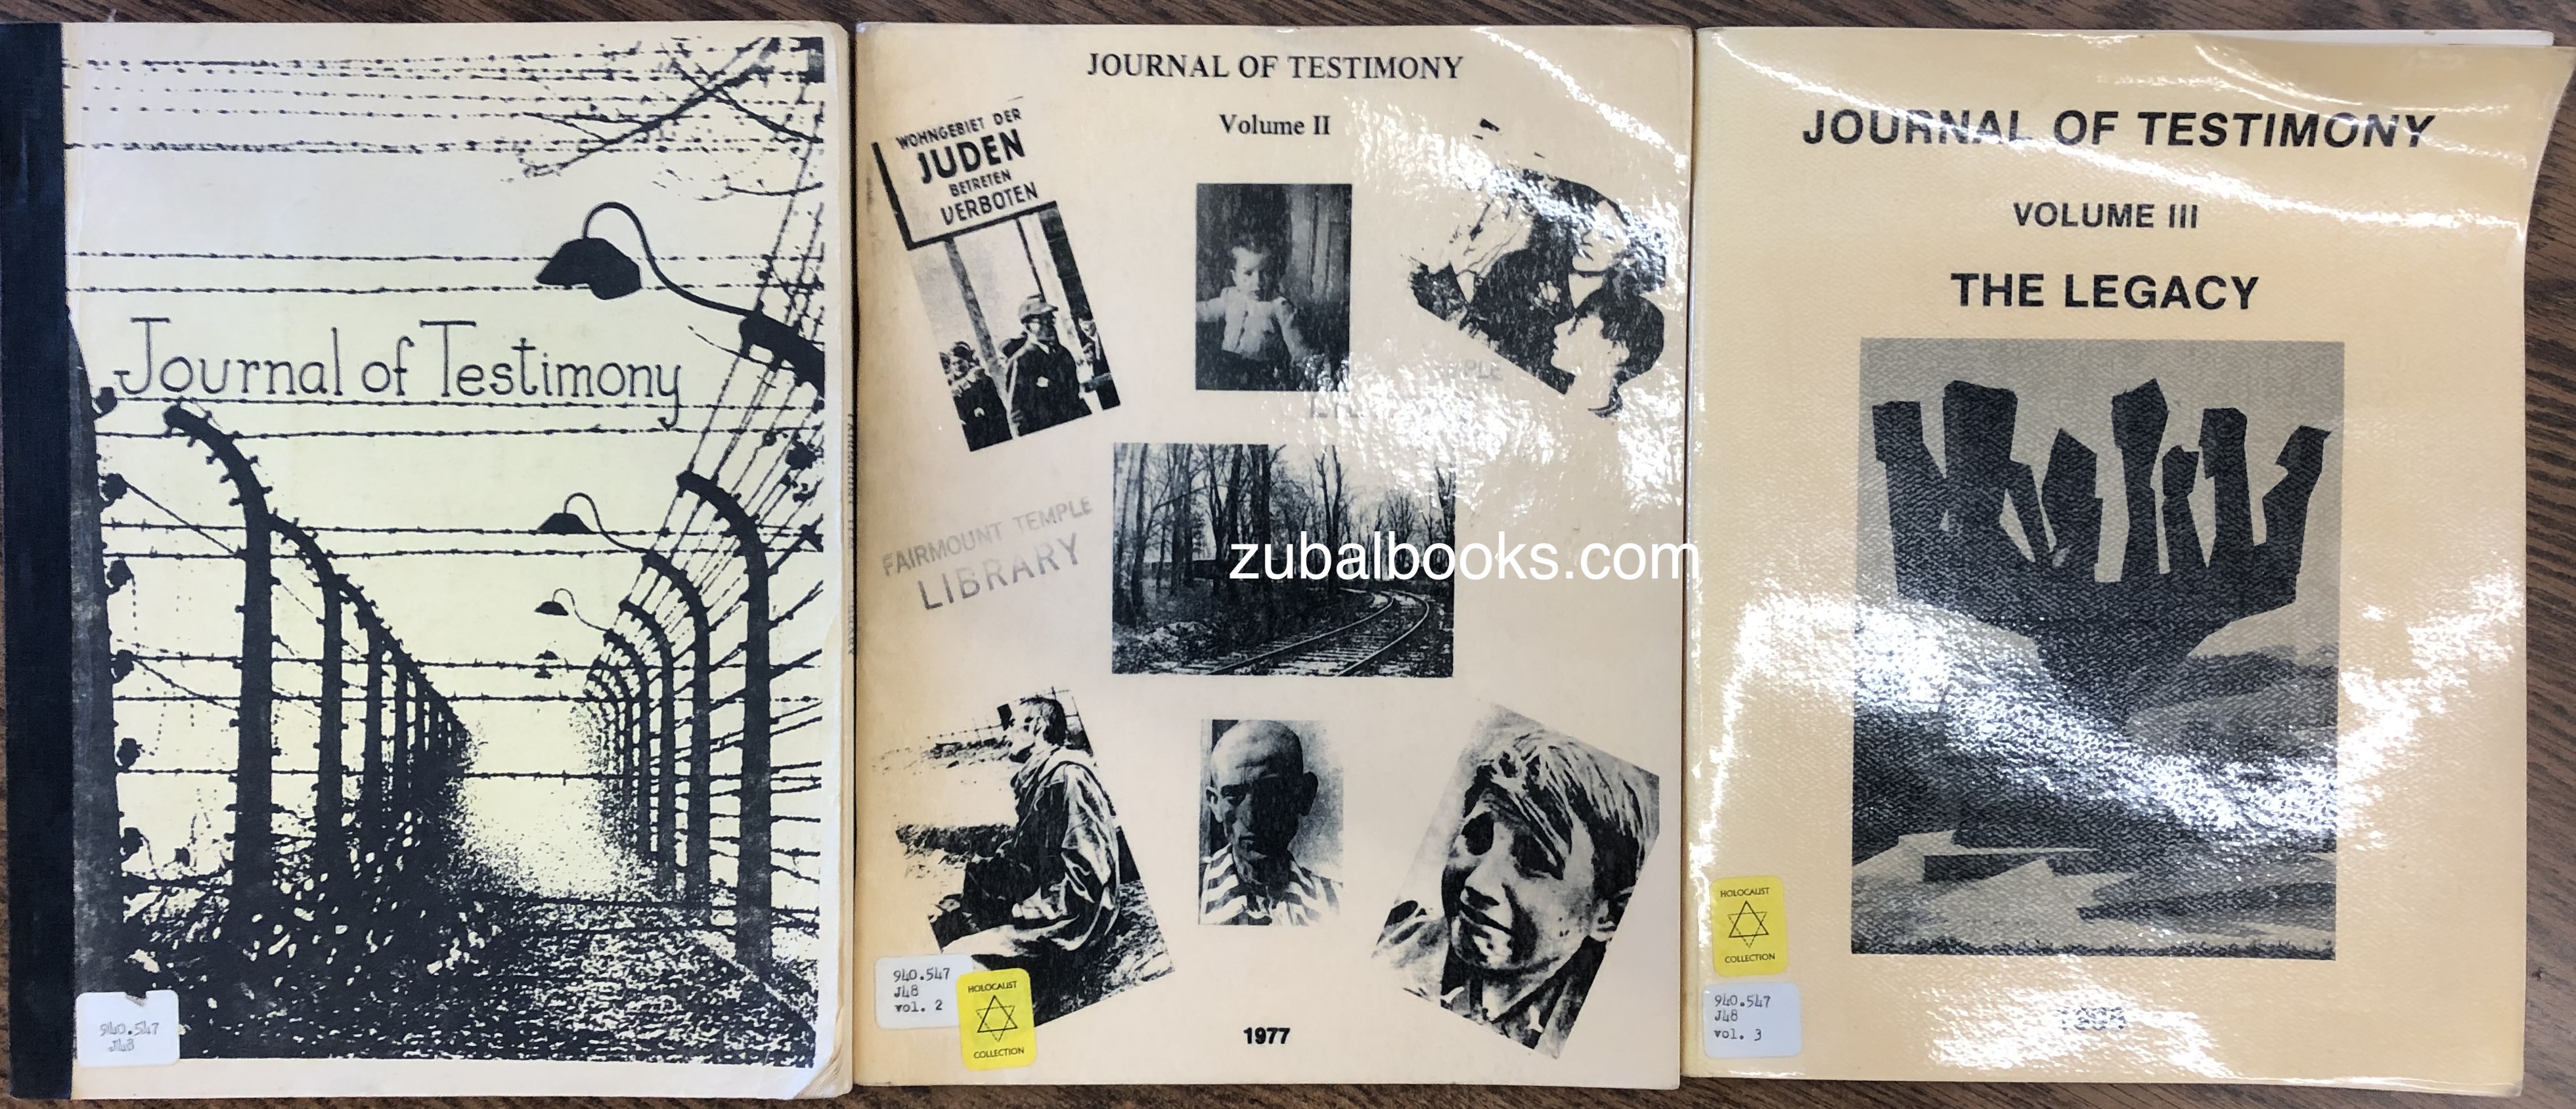 Journal of Testimony
940.547
J48
JOURNAL OF TESTIMONY
Volume II
WOHNGEBIET DER
JUDEN
BETRETEN
VERBOTEN
FAIRMOUNT TEMPLE
LIBRARY
zubalbooks.com
940.547
J48
vol. 2
HOLOCAUST
COLLECTION
1977
JOURNAL OF TESTIMONY
VOLUME III
THE LEGACY
HOLOCAUST
COLLECTION
940.547
J48
vol. 3